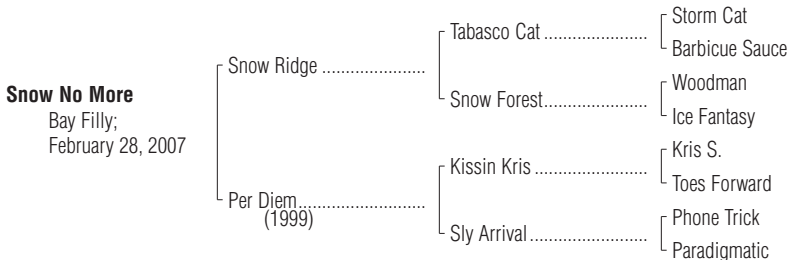 Storm Cat
Tabasco Cat ......................
Barbicue Sauce
Snow Ridge ......................
Woodman
Snow Forest......................
Ice Fantasy
Snow No More
Bay Filly;
February 28, 2007
Kris S.
Kissin Kris ........................
Toes Forward
Per Diem...........................
(1999)
Phone Trick
Sly Arrival.........................
Paradigmatic